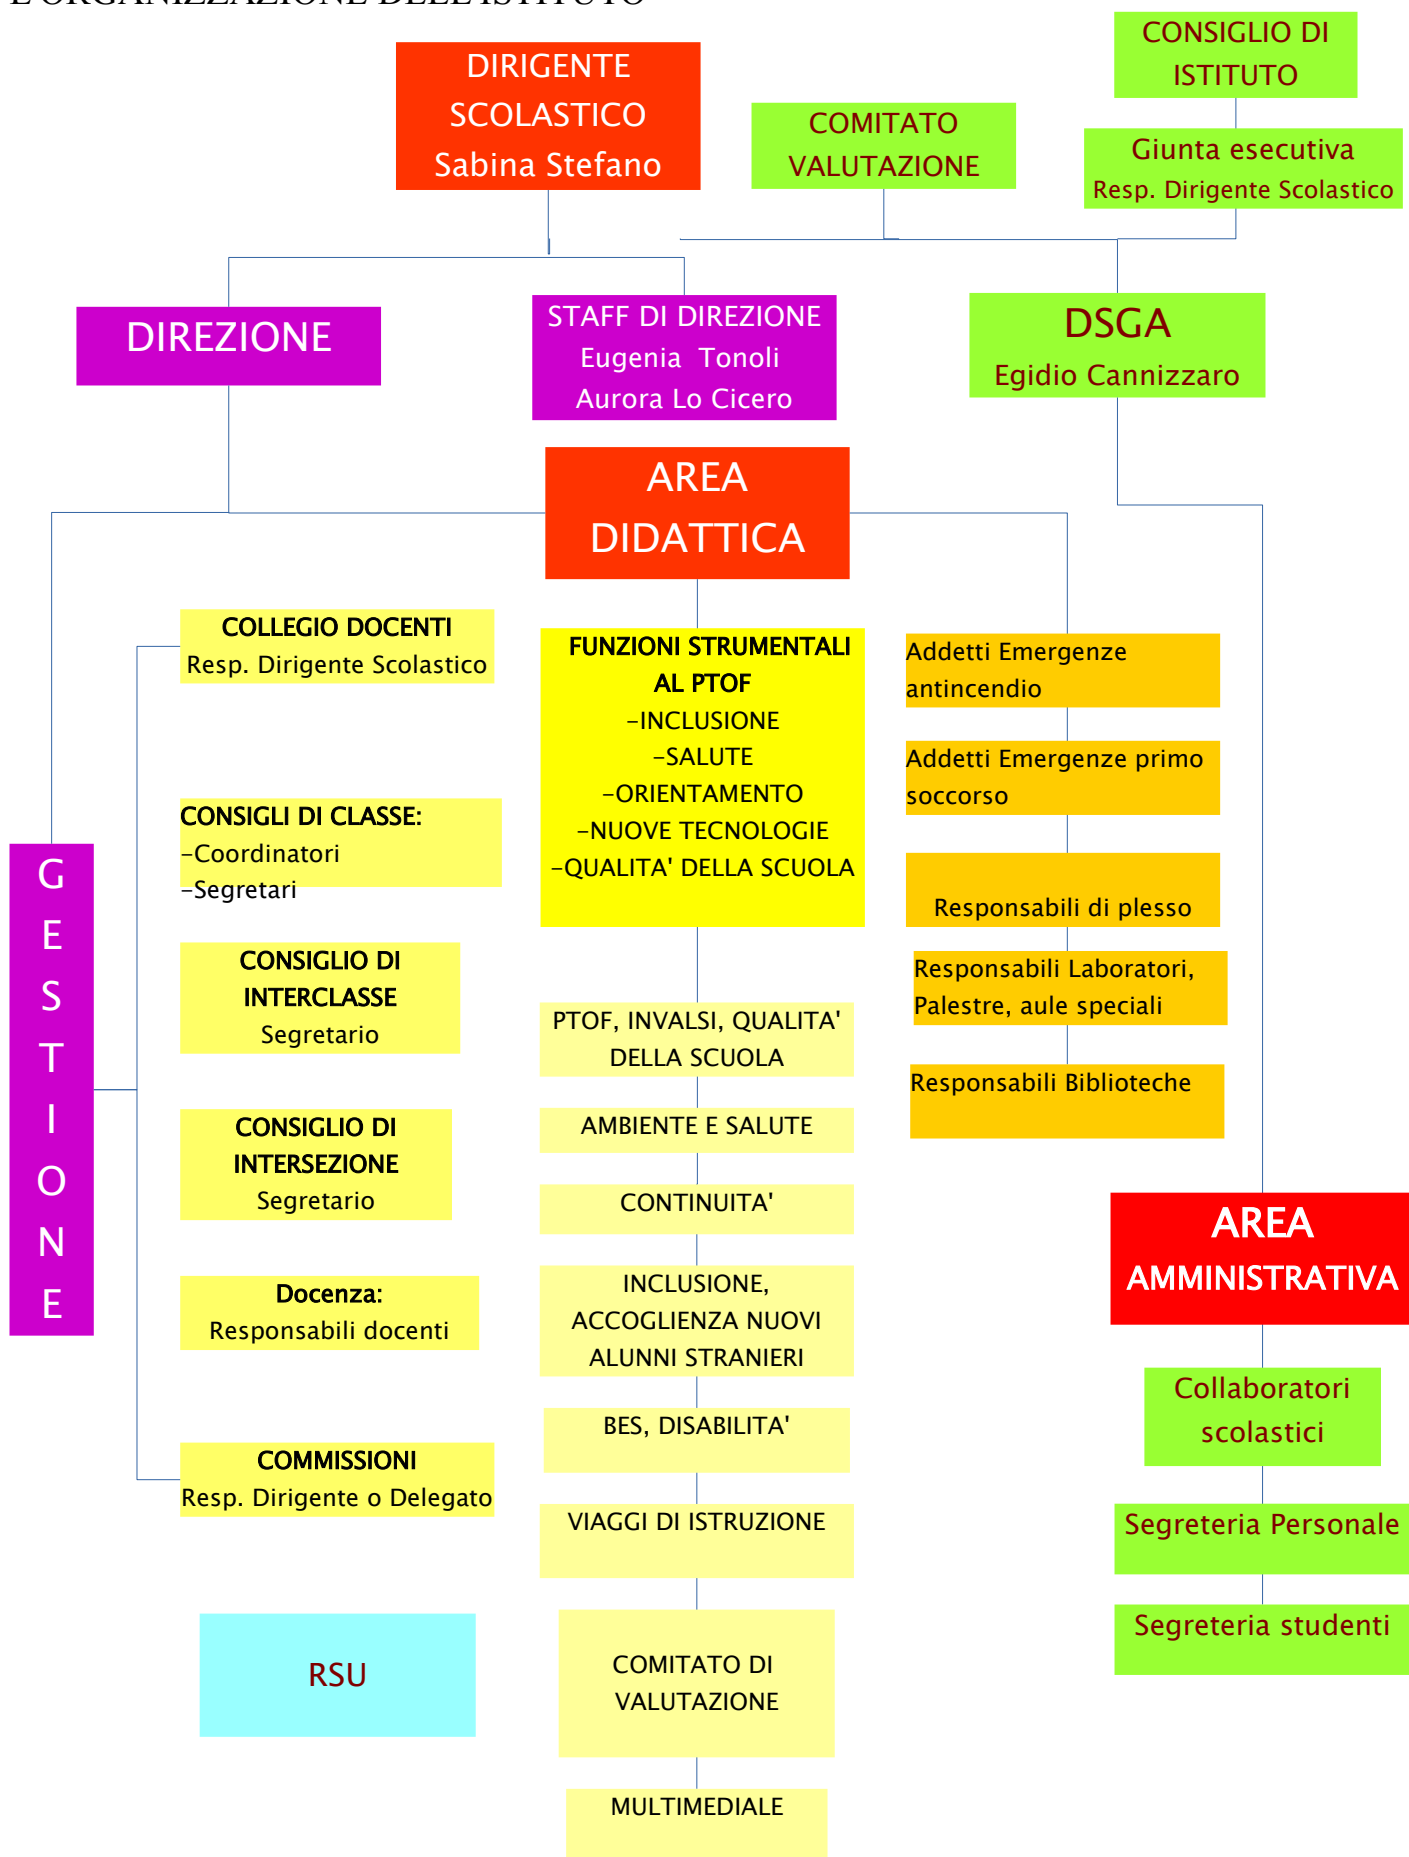 L'ORGANIZZAZIONE DELL'ISTITUTO
DIRIGENTE
SCOLASTICO
Sabina Stefano
COMITATO
VALUTAZIONE
CONSIGLIO DI
ISTITUTO
Giunta esecutiva
Resp. Dirigente Scolastico
DIREZIONE
STAFF DI DIREZIONE
Eugenia  Tonoli
Aurora Lo Cicero
DSGA
Egidio Cannizzaro
AREA
DIDATTICA
GESTIONE
COLLEGIO DOCENTI
Resp. Dirigente Scolastico
CONSIGLI DI CLASSE:
-Coordinatori
-Segretari
CONSIGLIO DI
INTERCLASSE
Segretario
CONSIGLIO DI
INTERSEZIONE
Segretario
Docenza:
Responsabili docenti
COMMISSIONI
Resp. Dirigente o Delegato
RSU
FUNZIONI STRUMENTALI
AL PTOF
-INCLUSIONE
-SALUTE
-ORIENTAMENTO
-NUOVE TECNOLOGIE
-QUALITA' DELLA SCUOLA
PTOF, INVALSI, QUALITA'
DELLA SCUOLA
AMBIENTE E SALUTE
CONTINUITA'
INCLUSIONE,
ACCOGLIENZA NUOVI
ALUNNI STRANIERI
BES, DISABILITA'
VIAGGI DI ISTRUZIONE
COMITATO DI
VALUTAZIONE
MULTIMEDIALE
Addetti Emergenze
antincendio
Addetti Emergenze primo
soccorso
Responsabili di plesso
Responsabili Laboratori,
Palestre, aule speciali
Responsabili Biblioteche
AREA
AMMINISTRATIVA
Collaboratori
scolastici
Segreteria Personale
Segreteria studenti